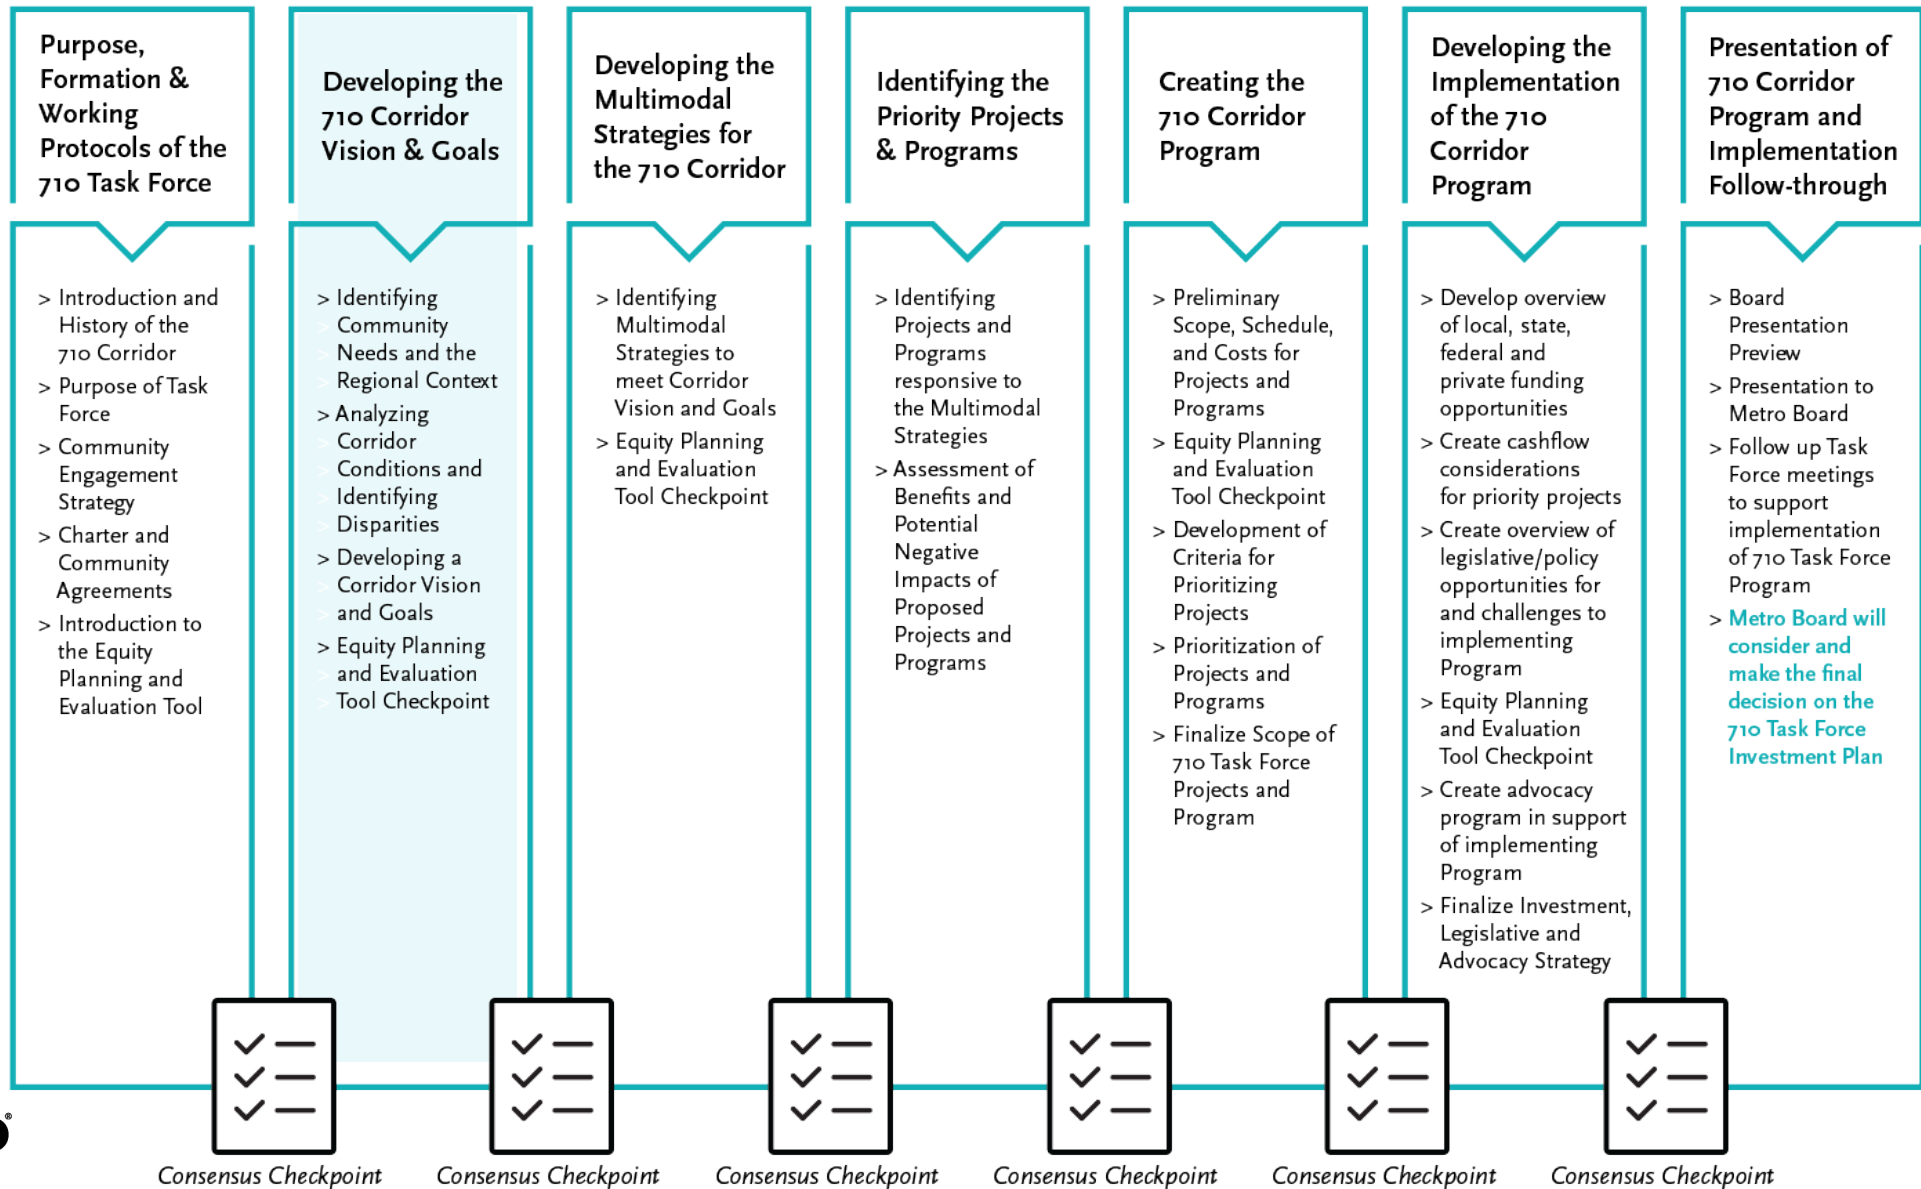 Purpose,
Formation &
Working
Protocols of the
710 Task Force
> Introduction and
History of the
710 Corridor
> Purpose of Task
Force
> Community
Engagement
Strategy
> Charter and
Community
Agreements
> Introduction to
the Equity
Planning and
Evaluation Tool
Developing the
710 Corridor
Vision & Goals
> Identifying
> Community
> Needs and the
> Regional Context
> Analyzing
> Corridor
> Conditions and
> Identifying
> Disparities
> Developing a
> Corridor Vision
> and Goals
> Equity Planning
> and Evaluation
> Tool Checkpoint
Developing the
Multimodal
Strategies for
the 710 Corridor
> Identifying
Multimodal
Strategies to
meet Corridor
Vision and Goals
> Equity Planning
and Evaluation
Tool Checkpoint
Identifying the
Priority Projects
& Programs
> Identifying
Projects and
Programs
responsive to
the Multimodal
Strategies
> Assessment of
Benefits and
Potential
Negative
Impacts of
Proposed
Projects and
Programs
Creating the
710 Corridor
Program
> Preliminary
Scope, Schedule,
and Costs for
Projects and
Programs
> Equity Planning
and Evaluation
Tool Checkpoint
> Development of
Criteria for
Prioritizing
Projects
> Prioritization of
Projects and
Programs
> Finalize Scope of
710 Task Force
Projects and
Program
Developing the
Implementation
of the 710
Corridor
Program
> Develop overview
of local, state,
federal and
private funding
opportunities
> Create cashflow
considerations
for priority projects
> Create overview of
legislative/policy
opportunities for
and challenges to
implementing
Program
> Equity Planning
and Evaluation
Tool Checkpoint
> Create advocacy
program in support
of implementing
Program
> Finalize Investment,
Legislative and
Advocacy Strategy
Presentation of
710 Corridor
Program and
Implementation
Follow-through
> Board
Presentation
Preview
> Presentation to
Metro Board
> Follow up Task
Force meetings
to support
implementation
of 710 Task Force
Program
> Metro Board will
consider and
make the final
decision on the
710 Task Force
Investment Plan
®
Consensus Checkpoint
Consensus Checkpoint
Consensus Checkpoint
Consensus Checkpoint
Consensus Checkpoint
Consensus Checkpoint